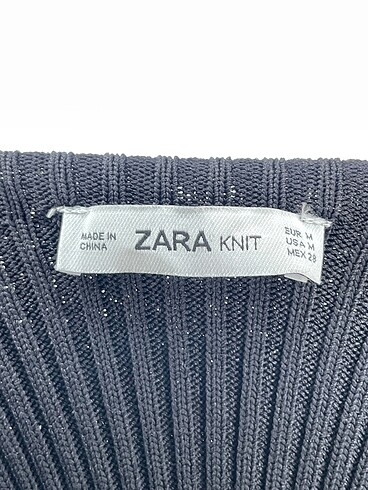 MADE IN
CHINA
ZARA KNIT
EUR M
USA M
MEX 28